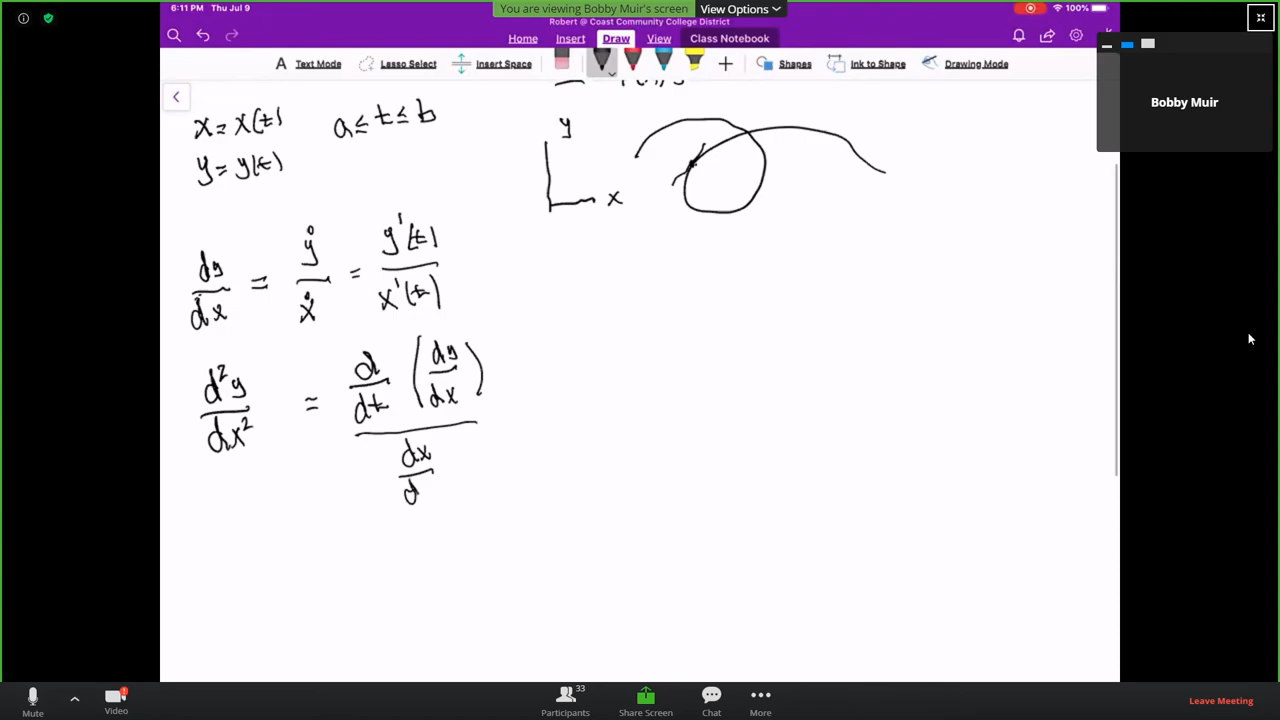 You are viewing Bobby Muir's screen
View Options
6:11 PM Thu Jul 9
100%
Robert @ Coast Community College District
Home Insert Draw View Class Notebook
A Text Mode Lasso Select Insert Space Shapes Ink to Shape Drawing Mode
Bobby Muir
x = x(t) a ≤ t ≤ b
y = y(t)
y
x
dy/dx = ẏ/ẋ = y'(t)/x'(t)
d²y/dx² = d/dt (dy/dx) / dx/d
Mute
Video
33
Participants
Share Screen
Chat
More
Leave Meeting